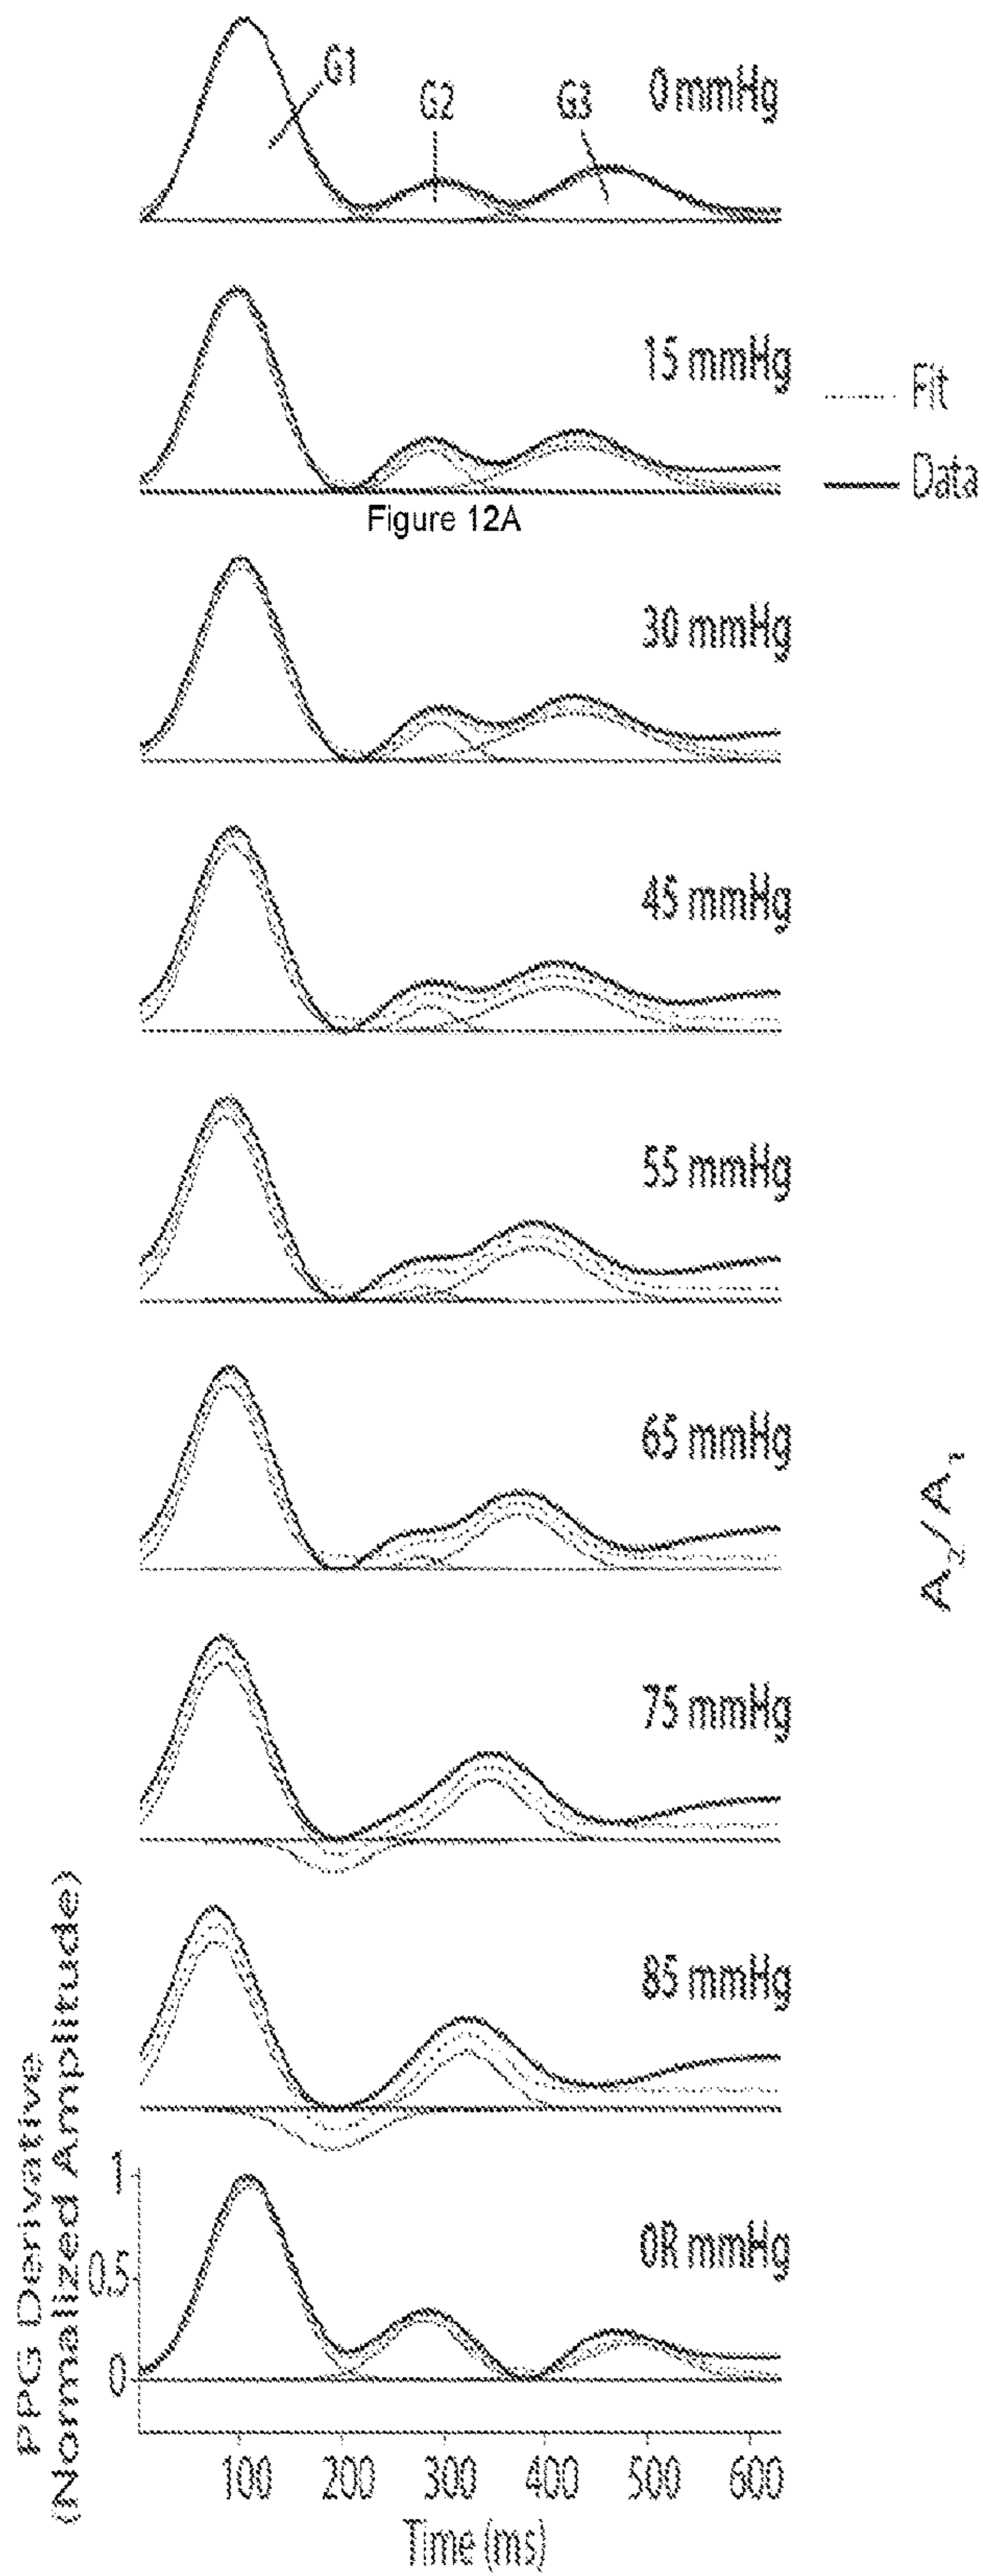 G1
G2
G3
0 mmHg
15 mmHg
Fit
Data
Figure 12A
30 mmHg
45 mmHg
55 mmHg
65 mmHg
A2/A1
75 mmHg
85 mmHg
PPG Derivative
(Normalized Amplitude)
1
0.5
0
0R mmHg
100 200 300 400 500 600
Time (ms)